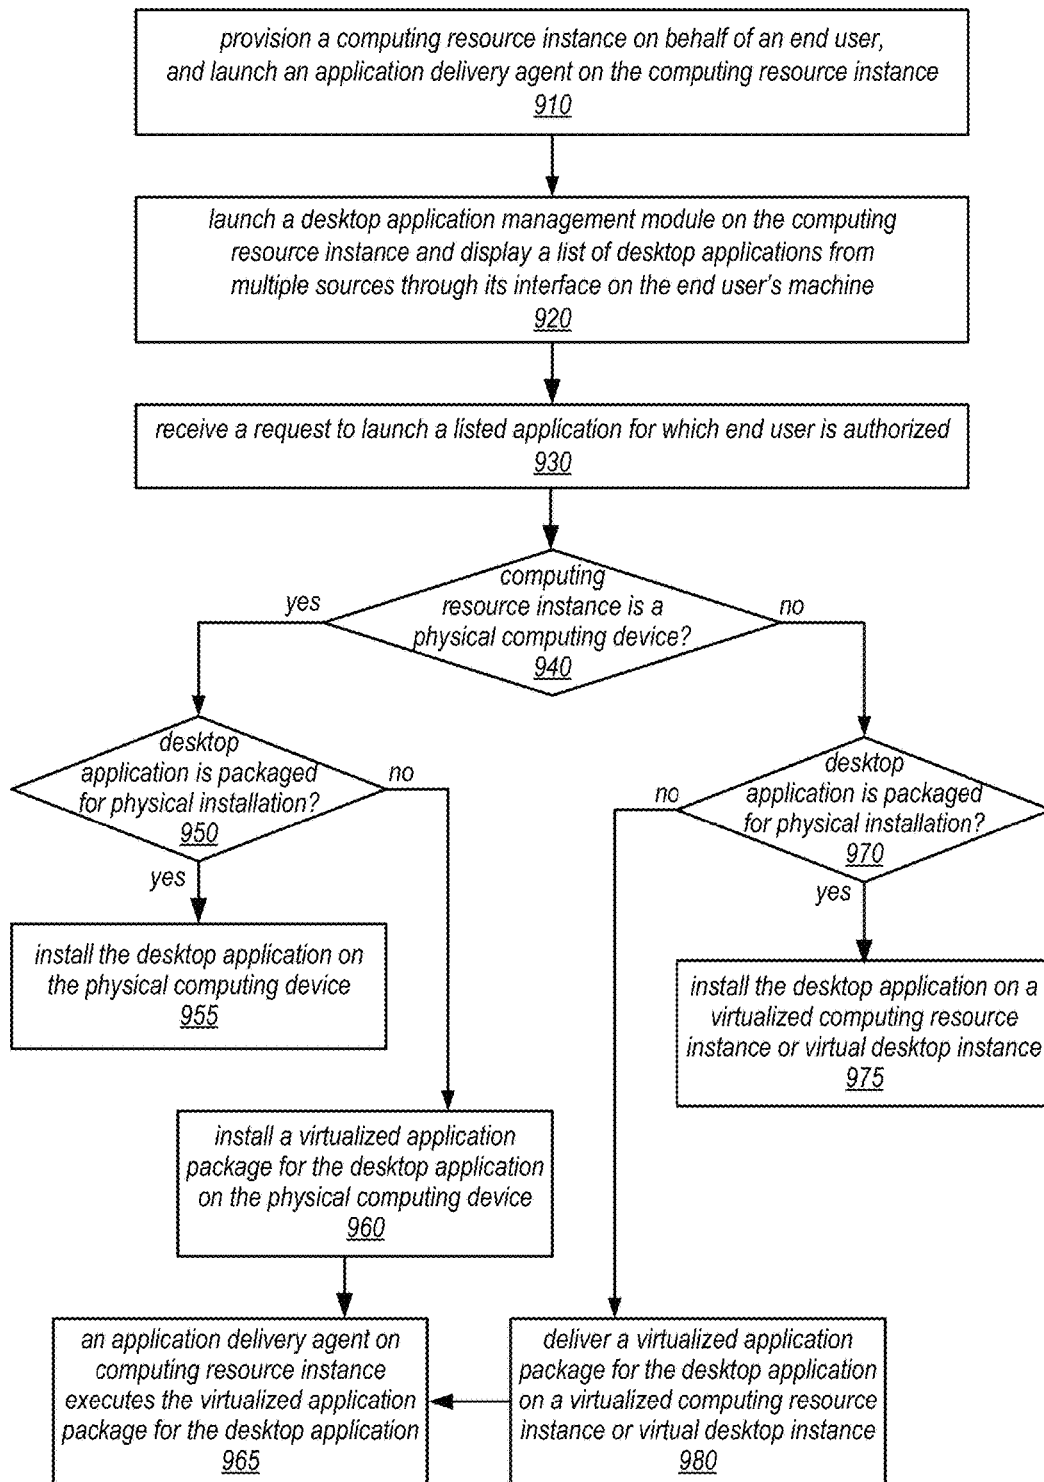 provision a computing resource instance on behalf of an end user,
and launch an application delivery agent on the computing resource instance
910
launch a desktop application management module on the computing
resource instance and display a list of desktop applications from
multiple sources through its interface on the end user's machine
920
receive a request to launch a listed application for which end user is authorized
930
computing
resource instance is a
physical computing device?
940
yes
no
desktop
application is packaged
for physical installation?
950
no
yes
desktop
application is packaged
for physical installation?
970
no
yes
install the desktop application on
the physical computing device
955
install the desktop application on a
virtualized computing resource
instance or virtual desktop instance
975
install a virtualized application
package for the desktop application
on the physical computing device
960
an application delivery agent on
computing resource instance
executes the virtualized application
package for the desktop application
965
deliver a virtualized application
package for the desktop application
on a virtualized computing resource
instance or virtual desktop instance
980